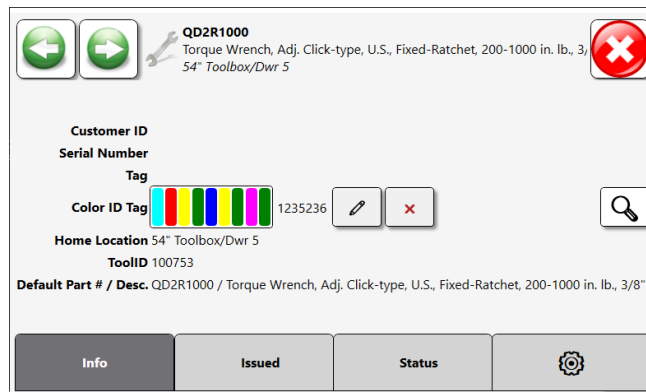 QD2R1000
Torque Wrench, Adj. Click-type, U.S., Fixed-Ratchet, 200-1000 in. lb., 3/
54" Toolbox/Dwr 5
Customer ID
Serial Number
Tag
Color ID Tag 1235236
Home Location 54" Toolbox/Dwr 5
ToolID 100753
Default Part # / Desc. QD2R1000 / Torque Wrench, Adj. Click-type, U.S., Fixed-Ratchet, 200-1000 in. lb., 3/8"
Info Issued Status